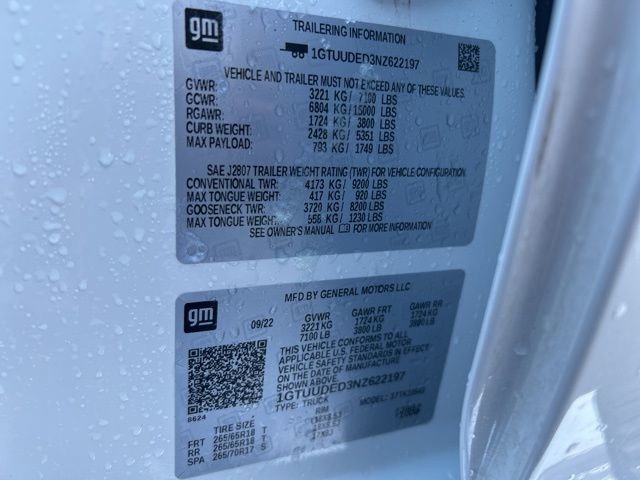 gm
TRAILERING INFORMATION
1GTUUDED3NZ622197
VEHICLE AND TRAILER MUST NOT EXCEED ANY OF THESE VALUES.
GVWR: 3221 KG / 7100 LBS
GCWR: 6804 KG / 15000 LBS
RGAWR: 1724 KG / 3800 LBS
CURB WEIGHT: 2428 KG / 5351 LBS
MAX PAYLOAD: 793 KG / 1749 LBS
SAE J2807 TRAILER WEIGHT RATING (TWR) FOR VEHICLE CONFIGURATION.
CONVENTIONAL TWR: 4173 KG / 9200 LBS
MAX TONGUE WEIGHT: 417 KG / 920 LBS
GOOSENECK TWR: 3720 KG / 8200 LBS
MAX TONGUE WEIGHT: 558 KG / 1230 LBS
SEE OWNER'S MANUAL FOR MORE INFORMATION.
gm
MFD BY GENERAL MOTORS LLC
09/22 GVWR GAWR FRT GAWR RR
3221 KG 1724 KG 1724 KG
7100 LB 3800 LB 3800 LB
THIS VEHICLE CONFORMS TO ALL
APPLICABLE U.S. FEDERAL MOTOR
VEHICLE SAFETY STANDARDS IN EFFECT
ON THE DATE OF MANUFACTURE
SHOWN ABOVE.
1GTUUDED3NZ622197
8624
TYPE: TRUCK MODEL:
TIRE SIZE RIM
FRT 265/65R18 T
RR 265/65R18 T
SPA 265/70R17 S